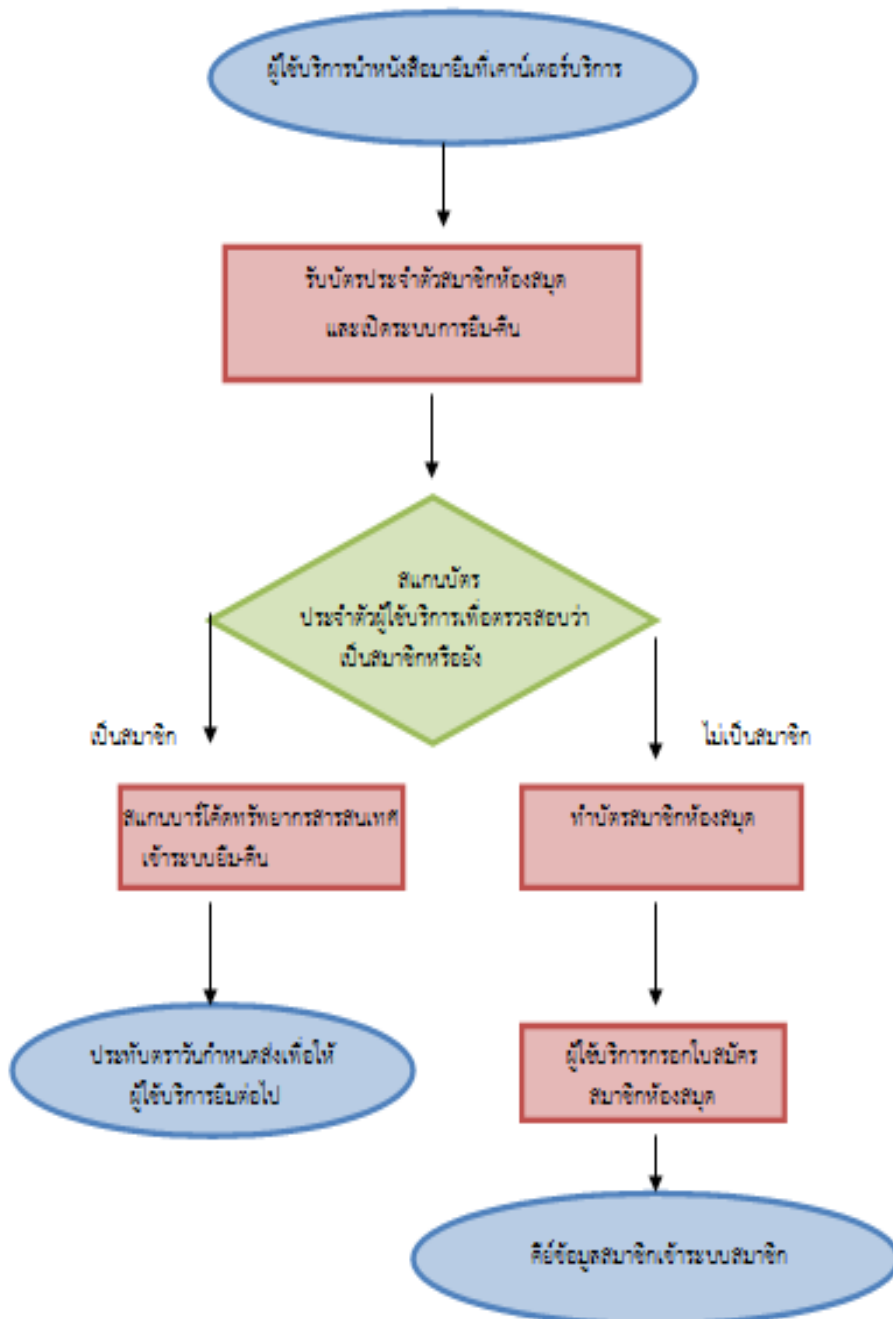 ผู้ใช้บริการนำหนังสือมายืมที่เคาน์เตอร์บริการ
รับบัตรประจำตัวสมาชิกห้องสมุด
และเปิดระบบการยืม-คืน
สแกนบัตร
ประจำตัวผู้ใช้บริการเพื่อตรวจสอบว่า
เป็นสมาชิกหรือยัง
เป็นสมาชิก
ไม่เป็นสมาชิก
สแกนบาร์โค้ดทรัพยากรสารสนเทศ
เข้าระบบยืม-คืน
ทำบัตรสมาชิกห้องสมุด
ประทับตราวันกำหนดส่งเพื่อให้
ผู้ใช้บริการยืมต่อไป
ผู้ใช้บริการกรอกใบสมัคร
สมาชิกห้องสมุด
คีย์ข้อมูลสมาชิกเข้าระบบสมาชิก